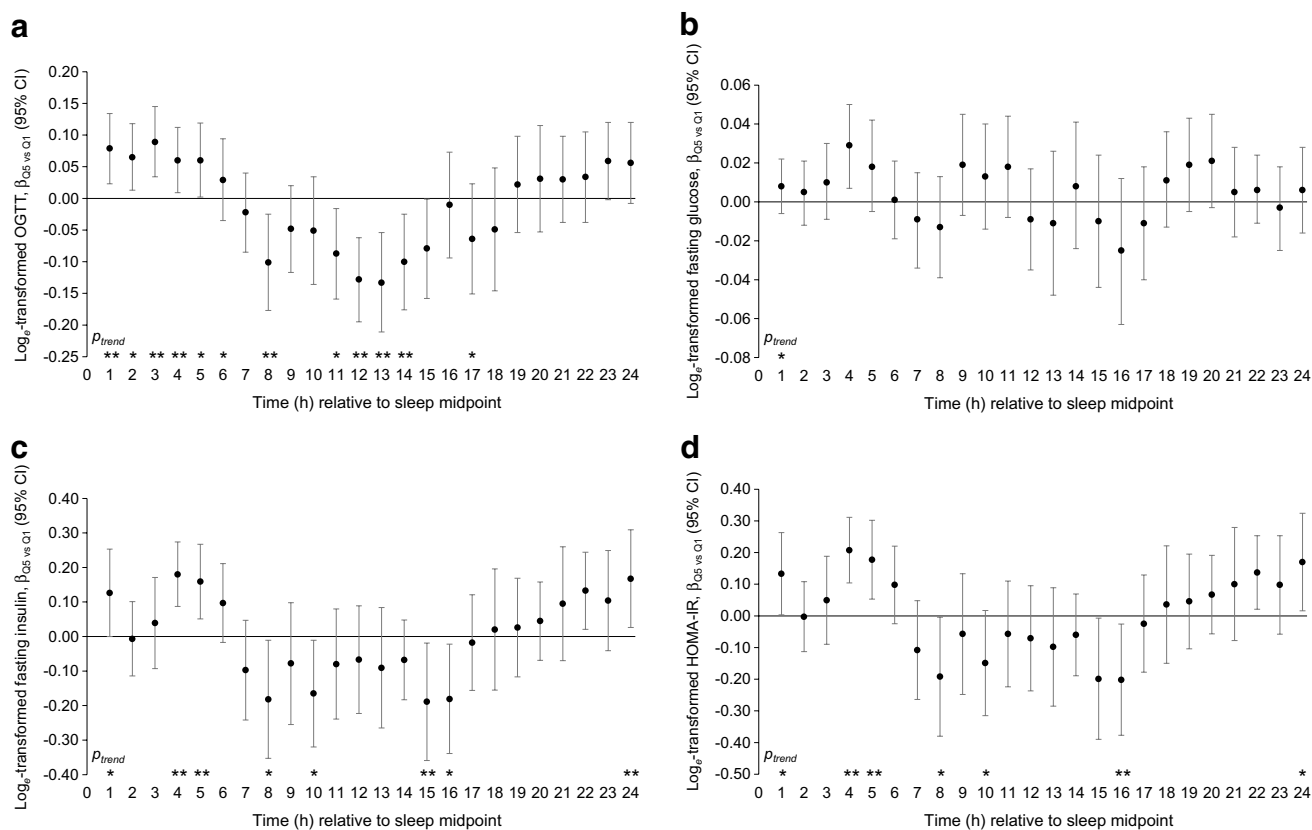 a
Logₑ-transformed OGTT, β_Q5 vs Q1 (95% CI)
0.20
0.15
0.10
0.05
0.00
-0.05
-0.10
-0.15
-0.20
-0.25
p_trend
** * ** ** * * ** * ** ** ** *
0 1 2 3 4 5 6 7 8 9 10 11 12 13 14 15 16 17 18 19 20 21 22 23 24
Time (h) relative to sleep midpoint
b
Logₑ-transformed fasting glucose, β_Q5 vs Q1 (95% CI)
0.06
0.04
0.02
0.00
-0.02
-0.04
-0.06
-0.08
p_trend
*
0 1 2 3 4 5 6 7 8 9 10 11 12 13 14 15 16 17 18 19 20 21 22 23 24
Time (h) relative to sleep midpoint
c
Logₑ-transformed fasting insulin, β_Q5 vs Q1 (95% CI)
0.40
0.30
0.20
0.10
0.00
-0.10
-0.20
-0.30
-0.40
p_trend
* ** ** * * ** * **
0 1 2 3 4 5 6 7 8 9 10 11 12 13 14 15 16 17 18 19 20 21 22 23 24
Time (h) relative to sleep midpoint
d
Logₑ-transformed HOMA-IR, β_Q5 vs Q1 (95% CI)
0.40
0.30
0.20
0.10
0.00
-0.10
-0.20
-0.30
-0.40
-0.50
p_trend
* ** ** * * ** *
0 1 2 3 4 5 6 7 8 9 10 11 12 13 14 15 16 17 18 19 20 21 22 23 24
Time (h) relative to sleep midpoint